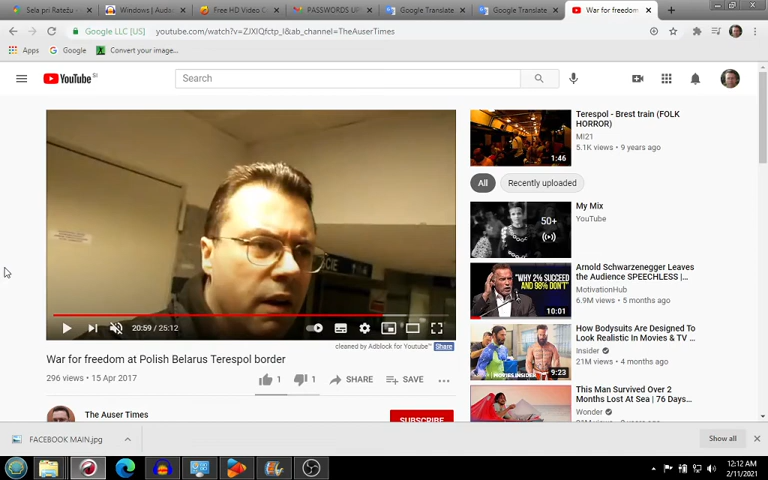 Sela pri Ratežu
Windows | Audac
Free HD Video C
PASSWORDS UP
Google Translate
Google Translate
War for freedom
Google LLC [US]
youtube.com/watch?v=ZJXIQfctp_I&ab_channel=TheAuserTimes
Apps
Google
Convert your image...
YouTube SI
Search
20:59 / 25:12
cleaned by Adblock for Youtube™ Share
War for freedom at Polish Belarus Terespol border
296 views • 15 Apr 2017
1
1
SHARE
SAVE
The Auser Times
SUBSCRIBE
Terespol - Brest train (FOLK
HORROR)
MI21
5.1K views • 9 years ago
1:46
All
Recently uploaded
My Mix
YouTube
50+
Arnold Schwarzenegger Leaves
the Audience SPEECHLESS |...
MotivationHub
6.9M views • 5 months ago
"WHY 2% SUCCEED
AND 98% DON'T"
10:01
How Bodysuits Are Designed To
Look Realistic In Movies & TV ...
Insider
21M views • 4 months ago
9:23
This Man Survived Over 2
Months Lost At Sea | 76 Days...
Wonder
FACEBOOK MAIN.jpg
Show all
12:12 AM
2/11/2021